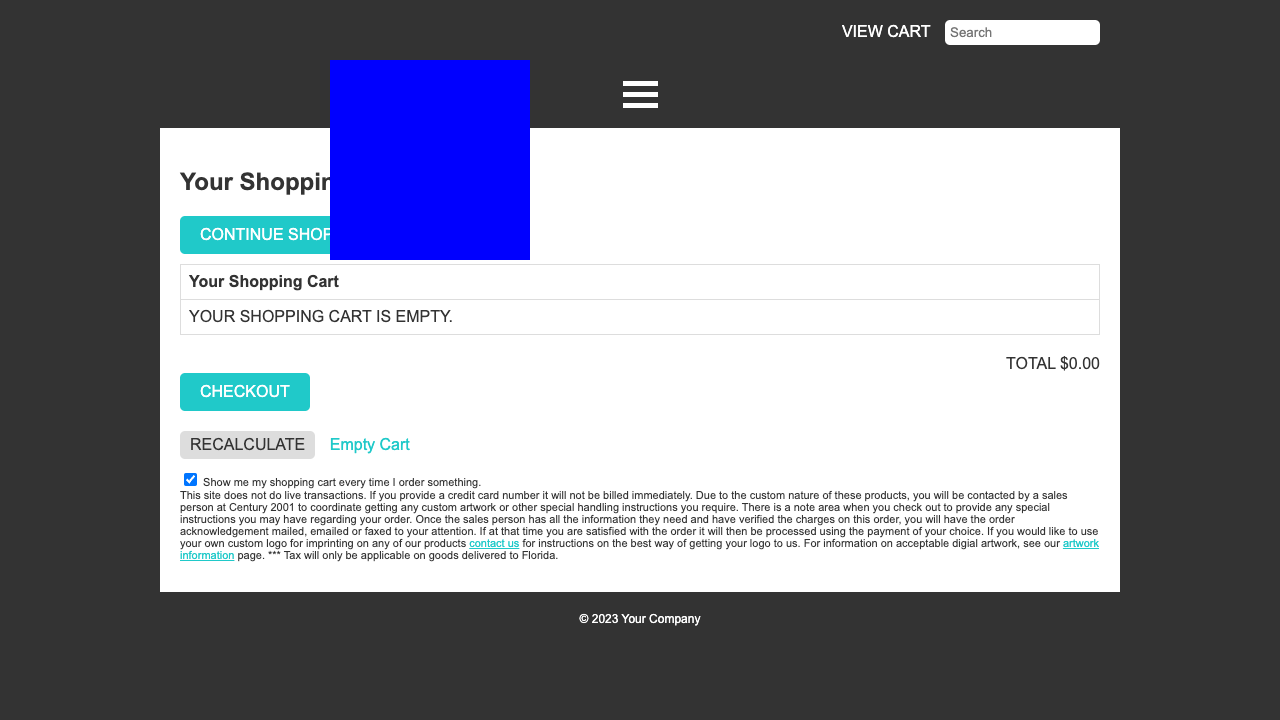 VIEW CART
Search
Your Shoppin
CONTINUE SHOP
Your Shopping Cart
YOUR SHOPPING CART IS EMPTY.
TOTAL $0.00
CHECKOUT
RECALCULATE Empty Cart
Show me my shopping cart every time I order something.
This site does not do live transactions. If you provide a credit card number it will not be billed immediately. Due to the custom nature of these products, you will be contacted by a sales
person at Century 2001 to coordinate getting any custom artwork or other special handling instructions you require. There is a note area when you check out to provide any special
instructions you may have regarding your order. Once the sales person has all the information they need and have verified the charges on this order, you will have the order
acknowledgement mailed, emailed or faxed to your attention. If at that time you are satisfied with the order it will then be processed using the payment of your choice. If you would like to use
your own custom logo for imprinting on any of our products contact us for instructions on the best way of getting your logo to us. For information on acceptable digial artwork, see our artwork
information page. *** Tax will only be applicable on goods delivered to Florida.
© 2023 Your Company